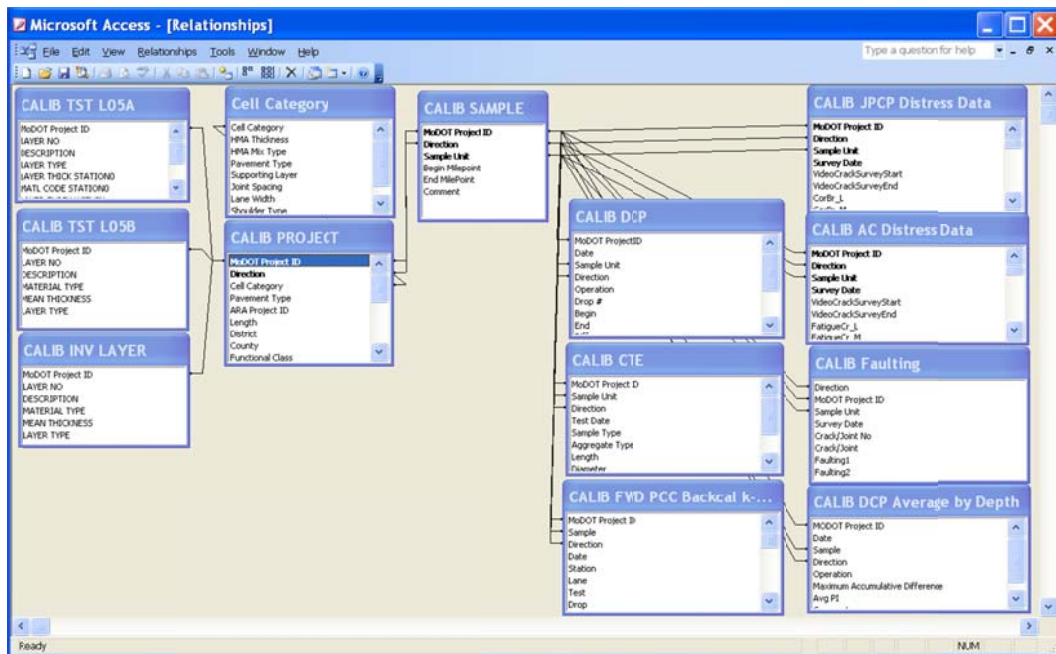 Microsoft Access - [Relationships]
File Edit View Relationships Tools Window Help
Type a question for help
CALIB TST L05A
MoDOT Project ID
LAYER NO
DESCRIPTION
LAYER TYPE
LAYER THICK STATION0
MATL CODE STATION0
Cell Category
Cell Category
HMA Thickness
HMA Mix Type
Pavement Type
Supporting Layer
Joint Spacing
Lane Width
Shoulder Type
CALIB SAMPLE
MoDOT Project ID
Direction
Sample Unit
Begin Milepoint
End MilePoint
Comment
CALIB JPCP Distress Data
MoDOT Project ID
Direction
Sample Unit
Survey Date
VideoCrackSurveyStart
VideoCrackSurveyEnd
CorBr_L
CorBr_M
CALIB TST L05B
MoDOT Project ID
LAYER NO
DESCRIPTION
MATERIAL TYPE
MEAN THICKNESS
LAYER TYPE
CALIB PROJECT
MoDOT Project ID
Direction
Cell Category
Pavement Type
ARA Project ID
Length
District
County
Functional Class
CALIB DCP
MoDOT ProjectID
Date
Sample Unit
Direction
Operation
Drop #
Begin
End
CALIB AC Distress Data
MoDOT Project ID
Direction
Sample Unit
Survey Date
VideoCrackSurveyStart
VideoCrackSurveyEnd
FatigueCr_L
FatigueCr_M
CALIB INV LAYER
MoDOT Project ID
LAYER NO
DESCRIPTION
MATERIAL TYPE
MEAN THICKNESS
LAYER TYPE
CALIB CTE
MoDOT Project D
Sample Unit
Direction
Test Date
Sample Type
Aggregate Type
Length
Diameter
CALIB Faulting
Direction
MoDOT Project ID
Sample Unit
Survey Date
Crack/Joint No
Crack/Joint
Faulting1
Faulting2
CALIB FWD PCC Backcal k-...
MoDOT Project ID
Sample
Direction
Date
Station
Lane
Test
Drop
CALIB DCP Average by Depth
MODOT Project ID
Date
Sample
Direction
Operation
Maximum Accumulative Difference
Avg PI
Ready
NUM